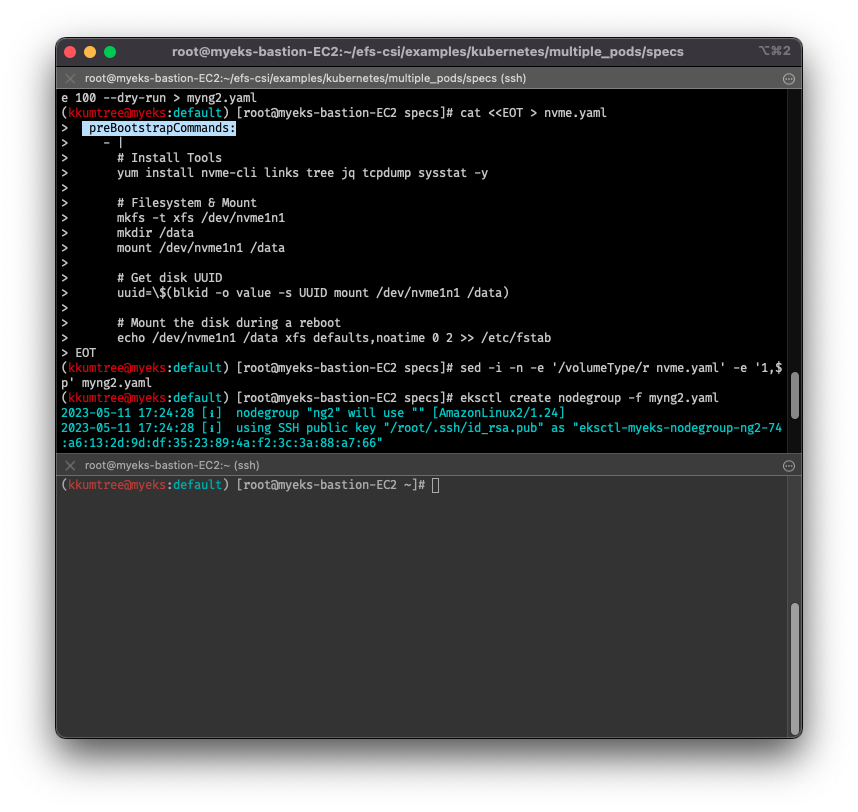 root@myeks-bastion-EC2:~/efs-csi/examples/kubernetes/multiple_pods/specs
⌥⌘2
root@myeks-bastion-EC2:~/efs-csi/examples/kubernetes/multiple_pods/specs (ssh)
e 100 --dry-run > myng2.yaml
(kkumtree@myeks:default) [root@myeks-bastion-EC2 specs]# cat <<EOT > nvme.yaml
>   preBootstrapCommands:
>     - |
>       # Install Tools
>       yum install nvme-cli links tree jq tcpdump sysstat -y
>
>       # Filesystem & Mount
>       mkfs -t xfs /dev/nvme1n1
>       mkdir /data
>       mount /dev/nvme1n1 /data
>
>       # Get disk UUID
>       uuid=\$(blkid -o value -s UUID mount /dev/nvme1n1 /data)
>
>       # Mount the disk during a reboot
>       echo /dev/nvme1n1 /data xfs defaults,noatime 0 2 >> /etc/fstab
> EOT
(kkumtree@myeks:default) [root@myeks-bastion-EC2 specs]# sed -i -n -e '/volumeType/r nvme.yaml' -e '1,$
p' myng2.yaml
(kkumtree@myeks:default) [root@myeks-bastion-EC2 specs]# eksctl create nodegroup -f myng2.yaml
2023-05-11 17:24:28 [ℹ]  nodegroup "ng2" will use "" [AmazonLinux2/1.24]
2023-05-11 17:24:28 [ℹ]  using SSH public key "/root/.ssh/id_rsa.pub" as "eksctl-myeks-nodegroup-ng2-74
:a6:13:2d:9d:df:35:23:89:4a:f2:3c:3a:88:a7:66"
root@myeks-bastion-EC2:~ (ssh)
(kkumtree@myeks:default) [root@myeks-bastion-EC2 ~]#